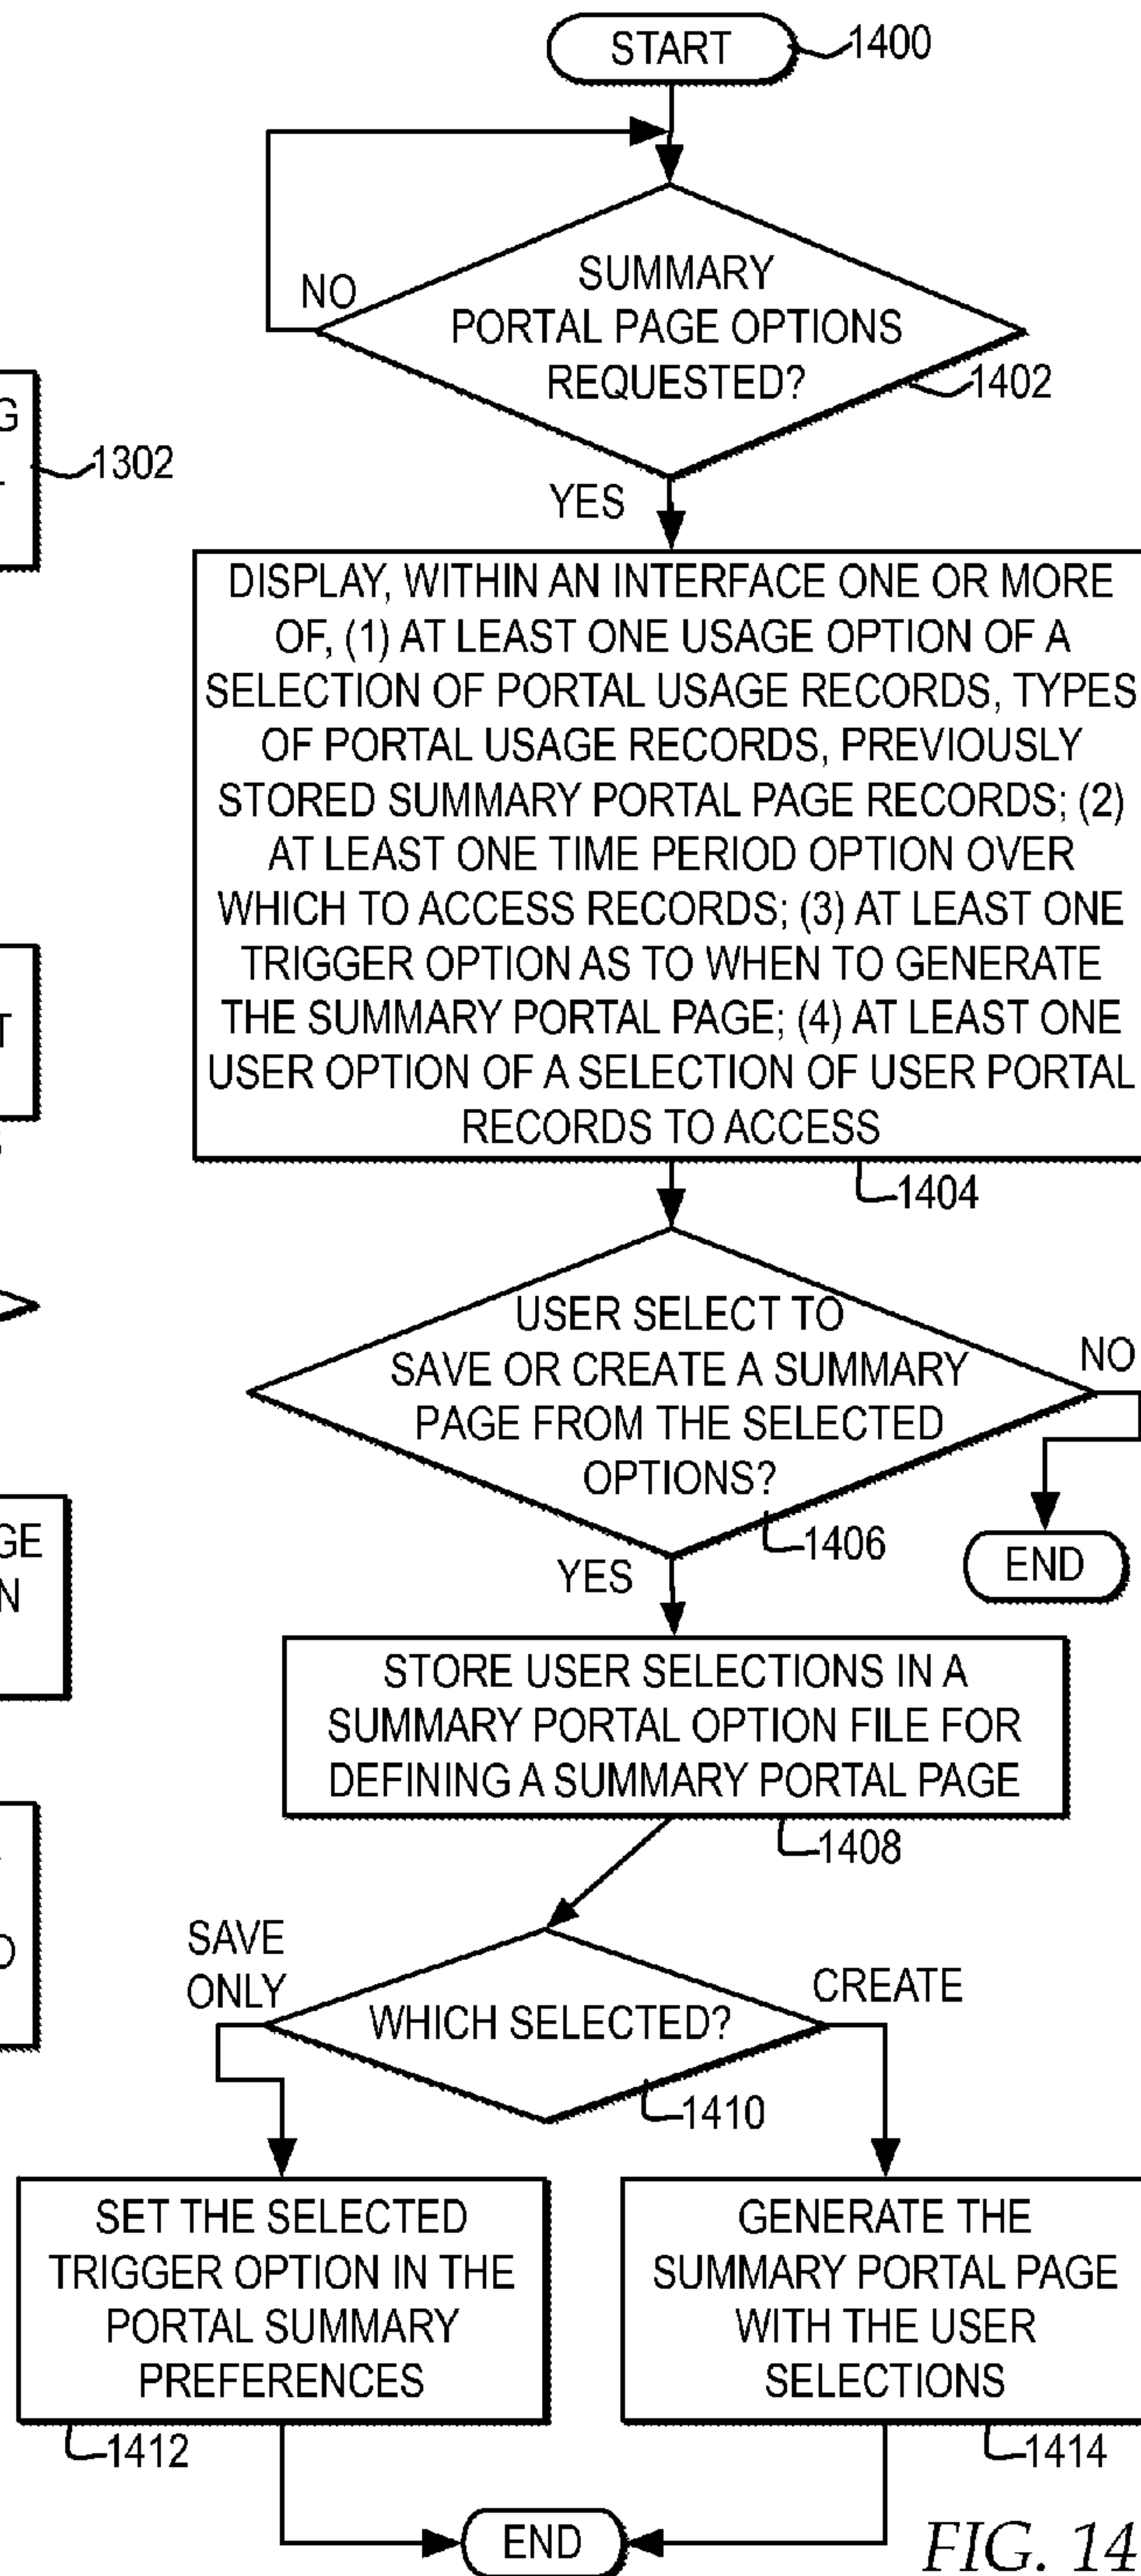 START
1400
SUMMARY
PORTAL PAGE OPTIONS
REQUESTED?
NO
1402
1302
YES
DISPLAY, WITHIN AN INTERFACE ONE OR MORE
OF, (1) AT LEAST ONE USAGE OPTION OF A
SELECTION OF PORTAL USAGE RECORDS, TYPES
OF PORTAL USAGE RECORDS, PREVIOUSLY
STORED SUMMARY PORTAL PAGE RECORDS; (2)
AT LEAST ONE TIME PERIOD OPTION OVER
WHICH TO ACCESS RECORDS; (3) AT LEAST ONE
TRIGGER OPTION AS TO WHEN TO GENERATE
THE SUMMARY PORTAL PAGE; (4) AT LEAST ONE
USER OPTION OF A SELECTION OF USER PORTAL
RECORDS TO ACCESS
1404
USER SELECT TO
SAVE OR CREATE A SUMMARY
PAGE FROM THE SELECTED
OPTIONS?
NO
1406
END
YES
STORE USER SELECTIONS IN A
SUMMARY PORTAL OPTION FILE FOR
DEFINING A SUMMARY PORTAL PAGE
1408
SAVE
ONLY
WHICH SELECTED?
CREATE
1410
SET THE SELECTED
TRIGGER OPTION IN THE
PORTAL SUMMARY
PREFERENCES
1412
GENERATE THE
SUMMARY PORTAL PAGE
WITH THE USER
SELECTIONS
1414
END
FIG. 14